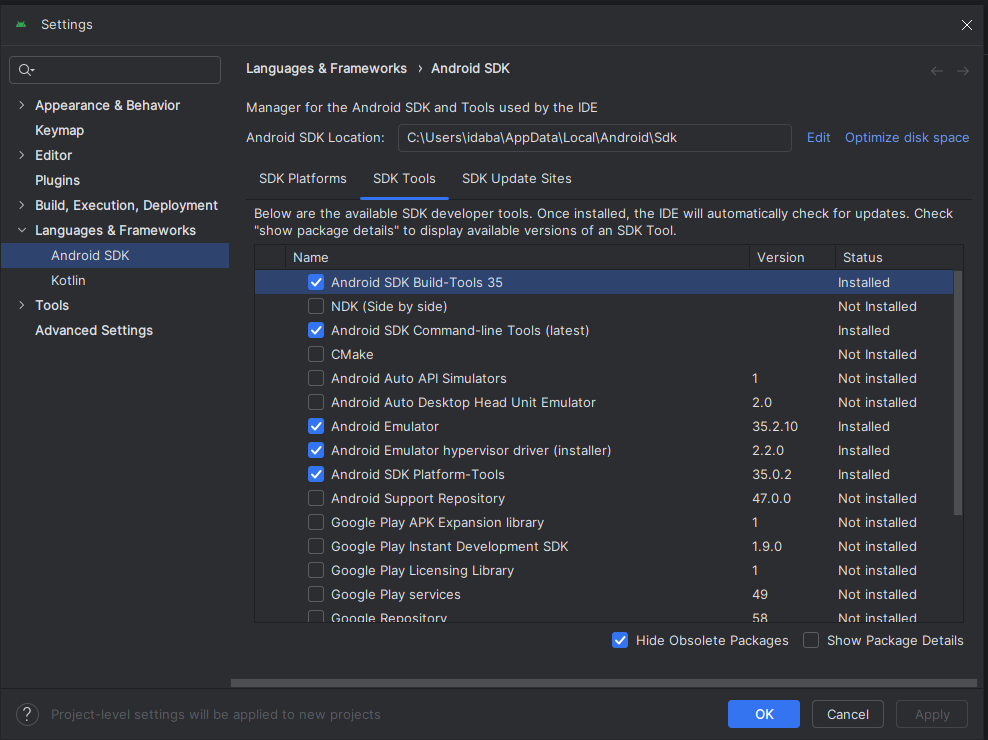 Settings
Languages & Frameworks › Android SDK
Appearance & Behavior
Keymap
Editor
Plugins
Build, Execution, Deployment
Languages & Frameworks
Android SDK
Kotlin
Tools
Advanced Settings
Manager for the Android SDK and Tools used by the IDE
Android SDK Location: C:\Users\idaba\AppData\Local\Android\Sdk Edit Optimize disk space
SDK Platforms SDK Tools SDK Update Sites
Below are the available SDK developer tools. Once installed, the IDE will automatically check for updates. Check
"show package details" to display available versions of an SDK Tool.
Name Version Status
Android SDK Build-Tools 35 Installed
NDK (Side by side) Not Installed
Android SDK Command-line Tools (latest) Installed
CMake Not Installed
Android Auto API Simulators 1 Not installed
Android Auto Desktop Head Unit Emulator 2.0 Not installed
Android Emulator 35.2.10 Installed
Android Emulator hypervisor driver (installer) 2.2.0 Installed
Android SDK Platform-Tools 35.0.2 Installed
Android Support Repository 47.0.0 Not installed
Google Play APK Expansion library 1 Not installed
Google Play Instant Development SDK 1.9.0 Not installed
Google Play Licensing Library 1 Not installed
Google Play services 49 Not installed
Google Repository 58 Not installed
Hide Obsolete Packages Show Package Details
? Project-level settings will be applied to new projects
OK Cancel Apply